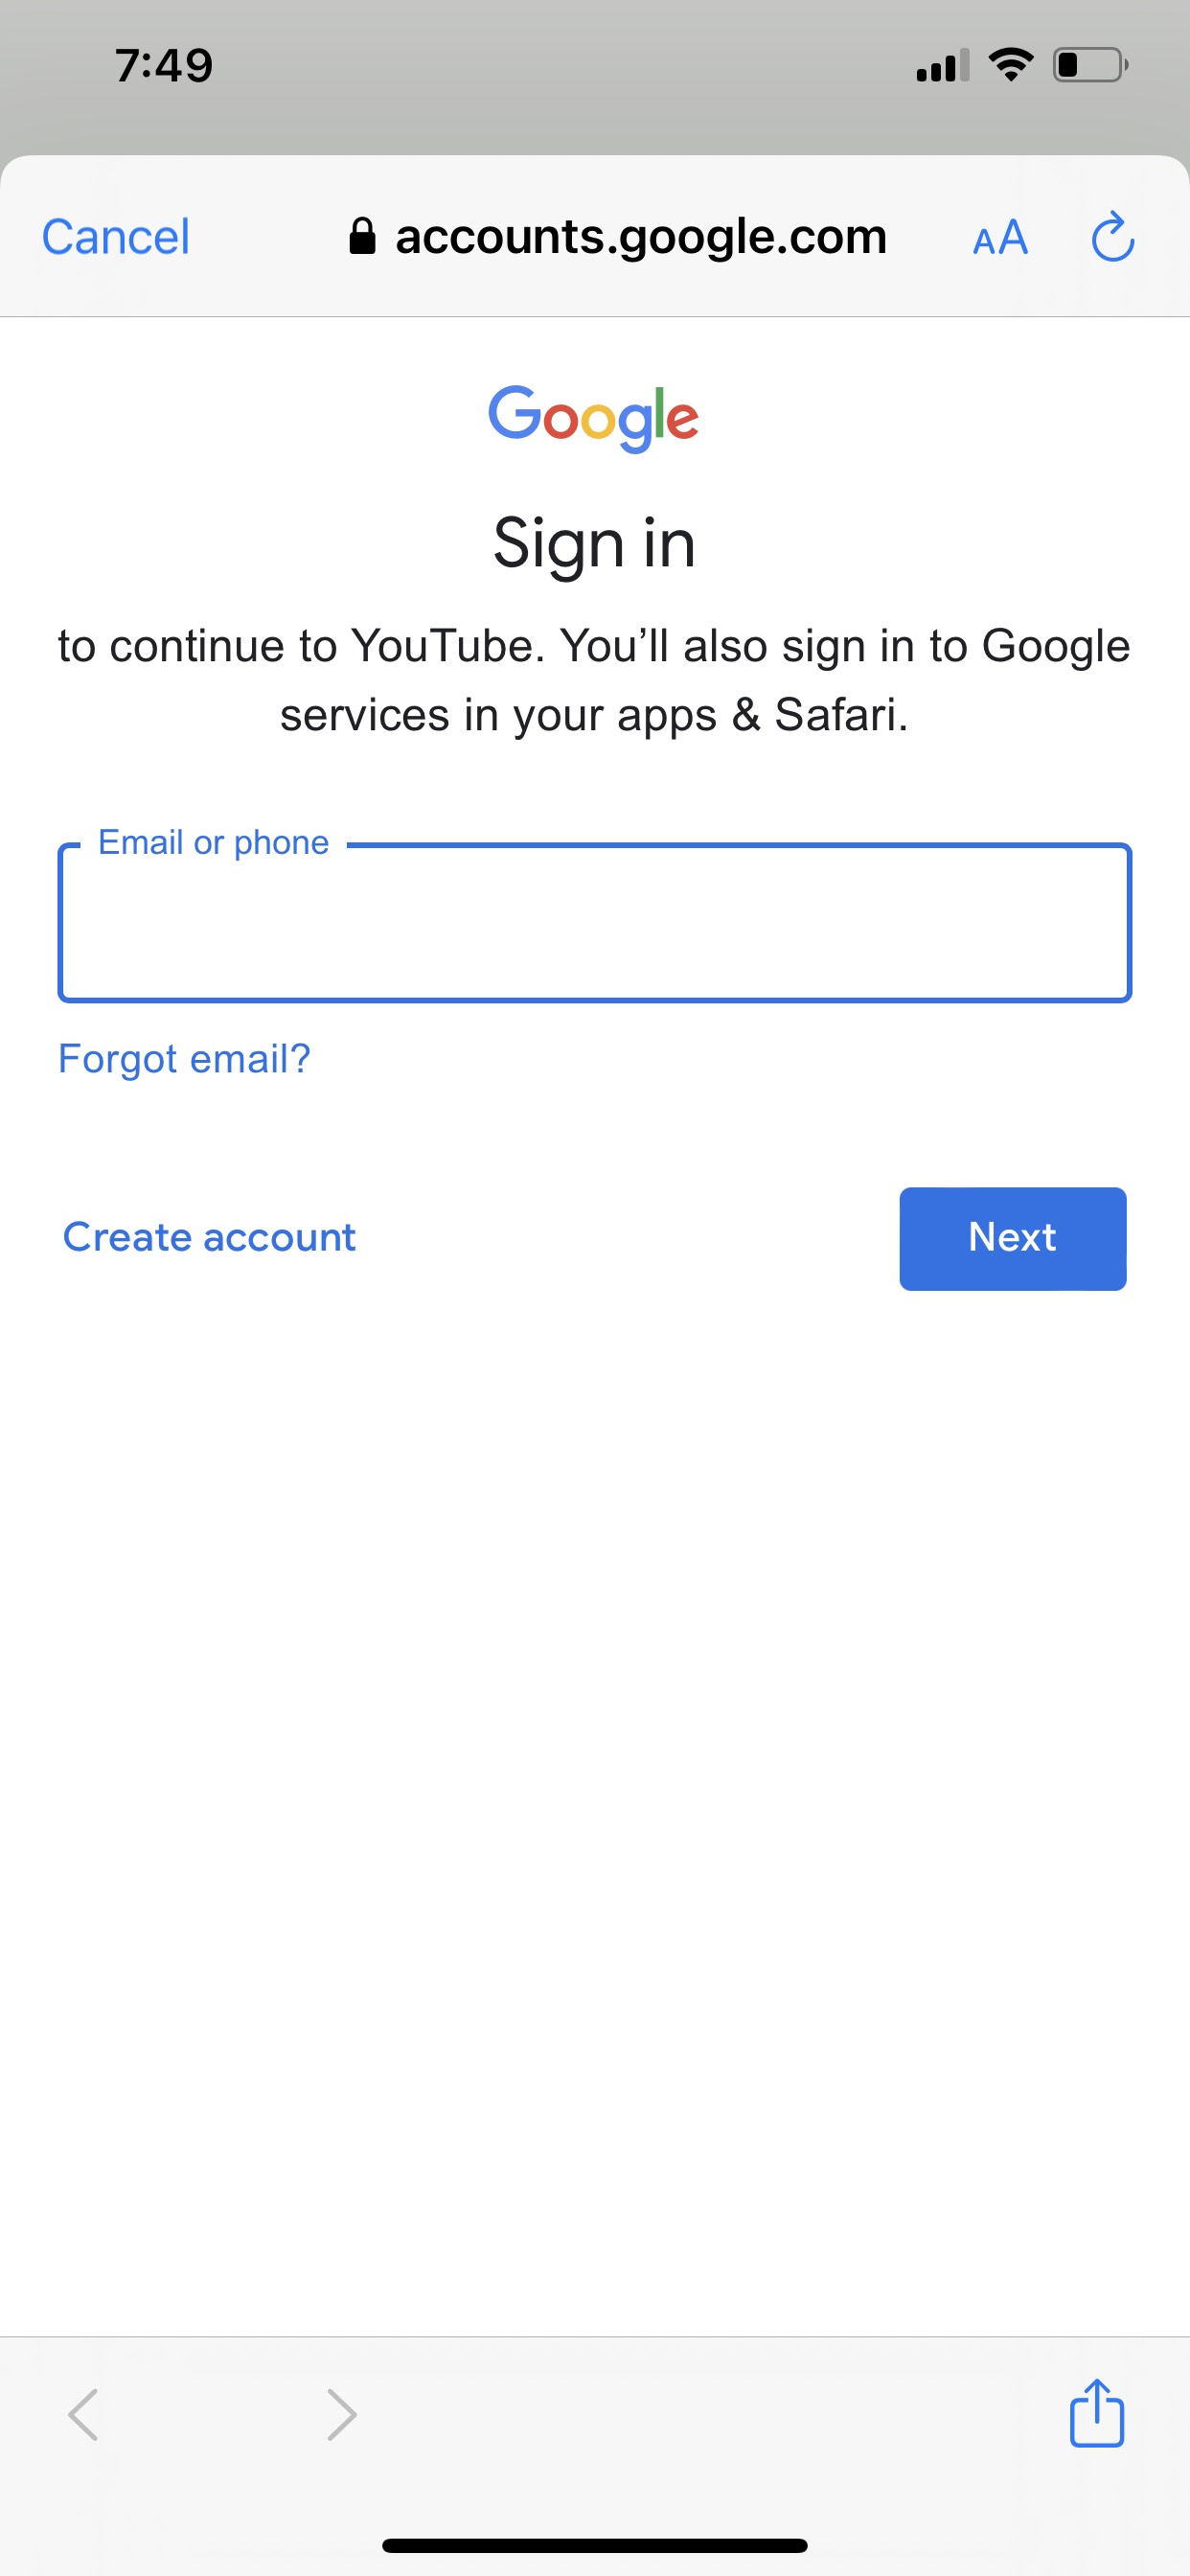 7:49
Cancel
accounts.google.com
AA
Google
Sign in
to continue to YouTube. You’ll also sign in to Google
services in your apps & Safari.
Email or phone
Forgot email?
Create account
Next